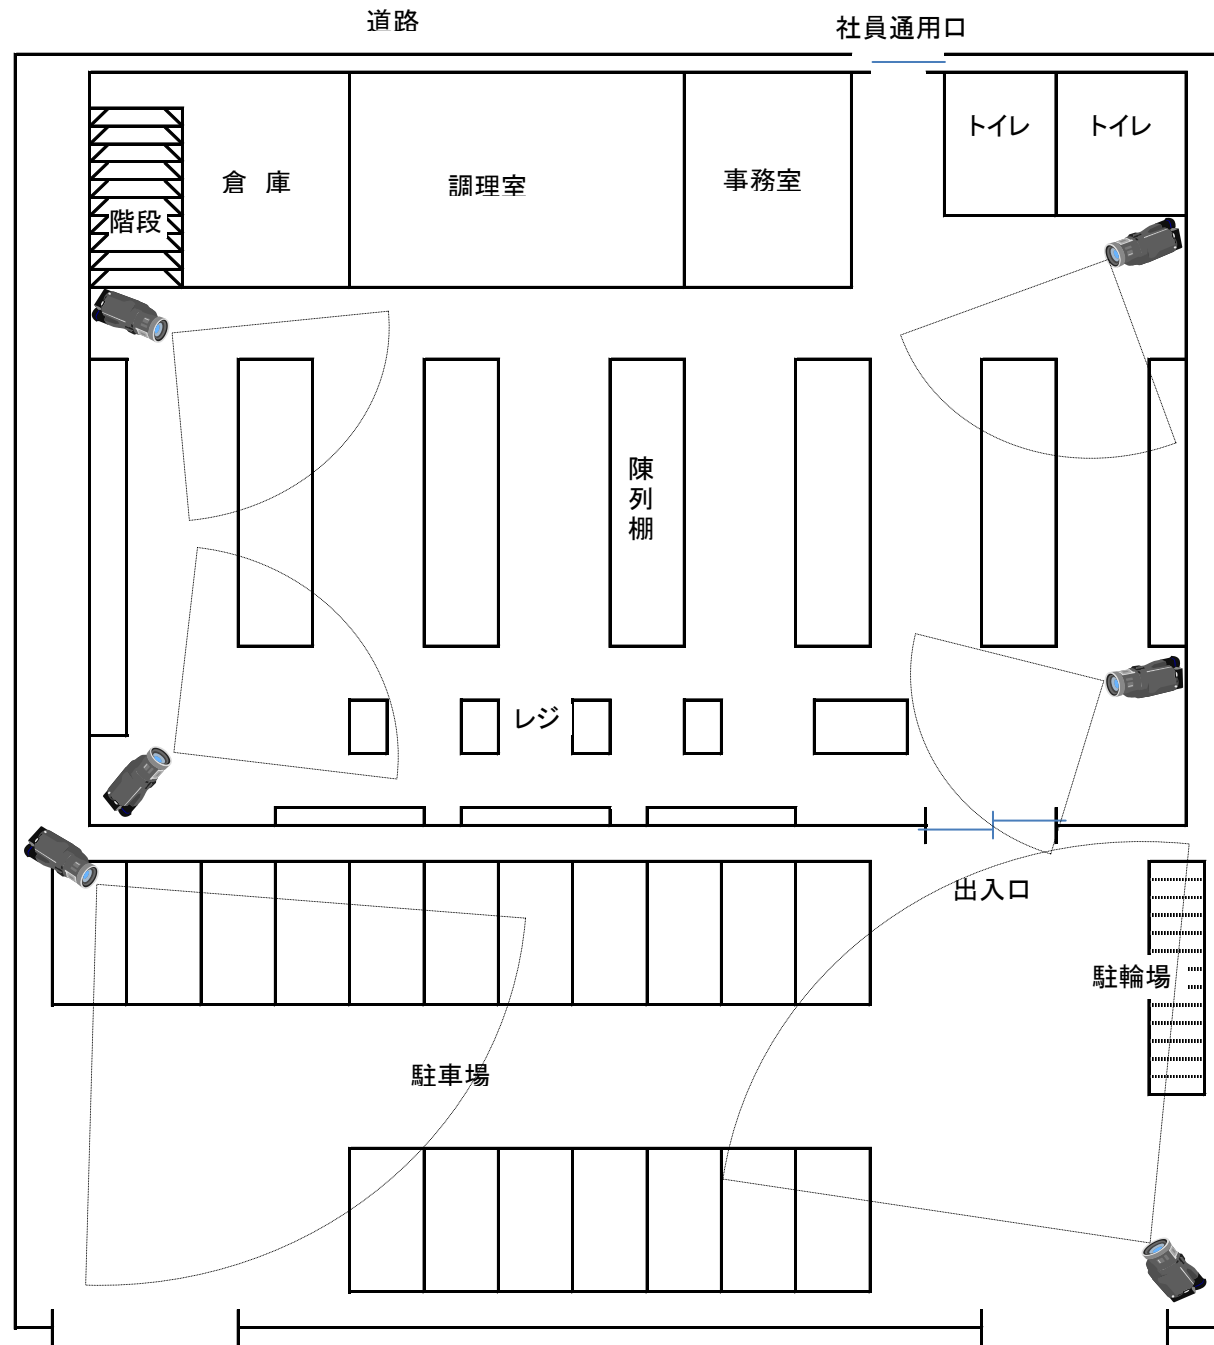 道路
社員通用口
トイレ
トイレ
倉 庫
調理室
事務室
階段
陳列棚
レジ
出入口
駐輪場
駐車場